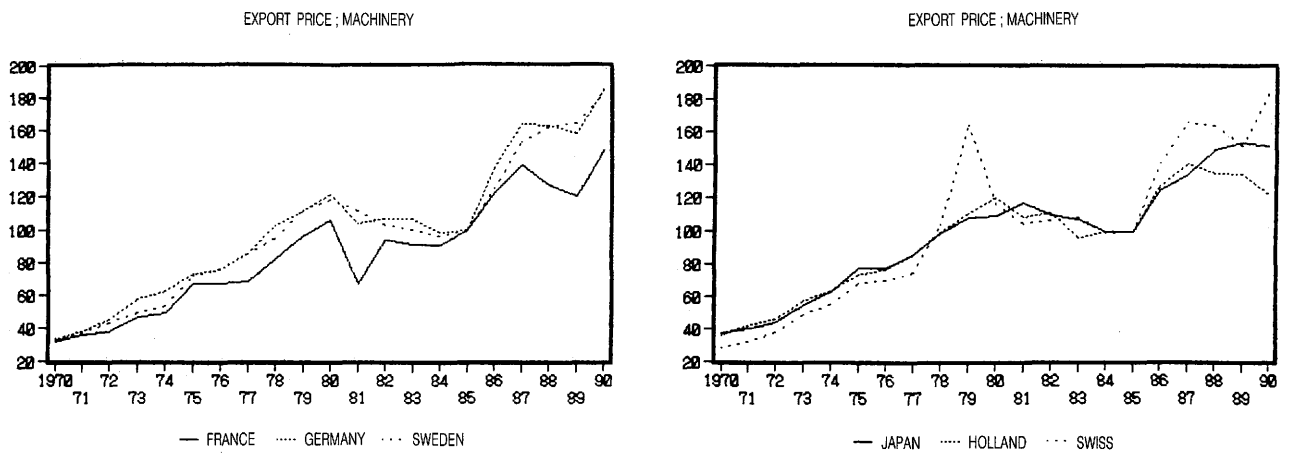 EXPORT PRICE ; MACHINERY
200
180
160
140
120
100
80
60
40
20
1970 72 74 76 78 80 82 84 86 88 90
71 73 75 77 79 81 83 85 87 89
FRANCE GERMANY SWEDEN
EXPORT PRICE ; MACHINERY
200
180
160
140
120
100
80
60
40
20
1970 72 74 76 78 80 82 84 86 88 90
71 73 75 77 79 81 83 85 87 89
JAPAN HOLLAND SWISS